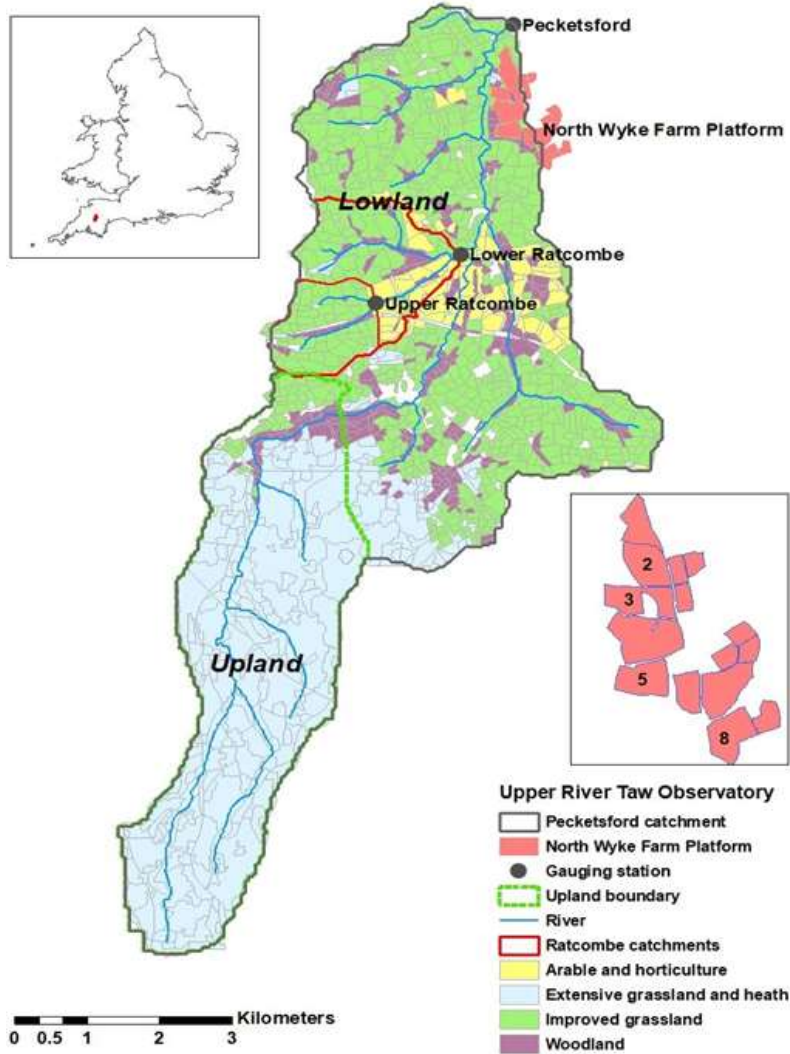 Pecketsford
North Wyke Farm Platform
Lowland
Lower Ratcombe
Upper Ratcombe
2
3
5
8
Upland
Upper River Taw Observatory
Pecketsford catchment
North Wyke Farm Platform
Gauging station
Upland boundary
River
Ratcombe catchments
Arable and horticulture
Extensive grassland and heath
Improved grassland
Woodland
Kilometers
0 0.5 1 2 3